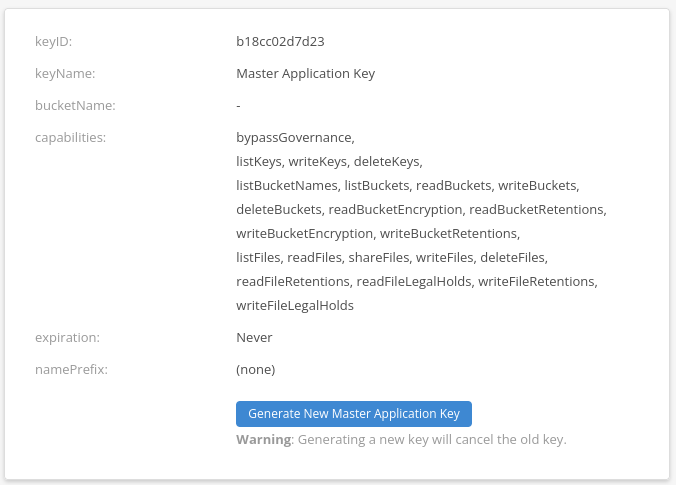 keyID: b18cc02d7d23
keyName: Master Application Key
bucketName: -
capabilities: bypassGovernance,
listKeys, writeKeys, deleteKeys,
listBucketNames, listBuckets, readBuckets, writeBuckets,
deleteBuckets, readBucketEncryption, readBucketRetentions,
writeBucketEncryption, writeBucketRetentions,
listFiles, readFiles, shareFiles, writeFiles, deleteFiles,
readFileRetentions, readFileLegalHolds, writeFileRetentions,
writeFileLegalHolds
expiration: Never
namePrefix: (none)
Generate New Master Application Key
Warning: Generating a new key will cancel the old key.